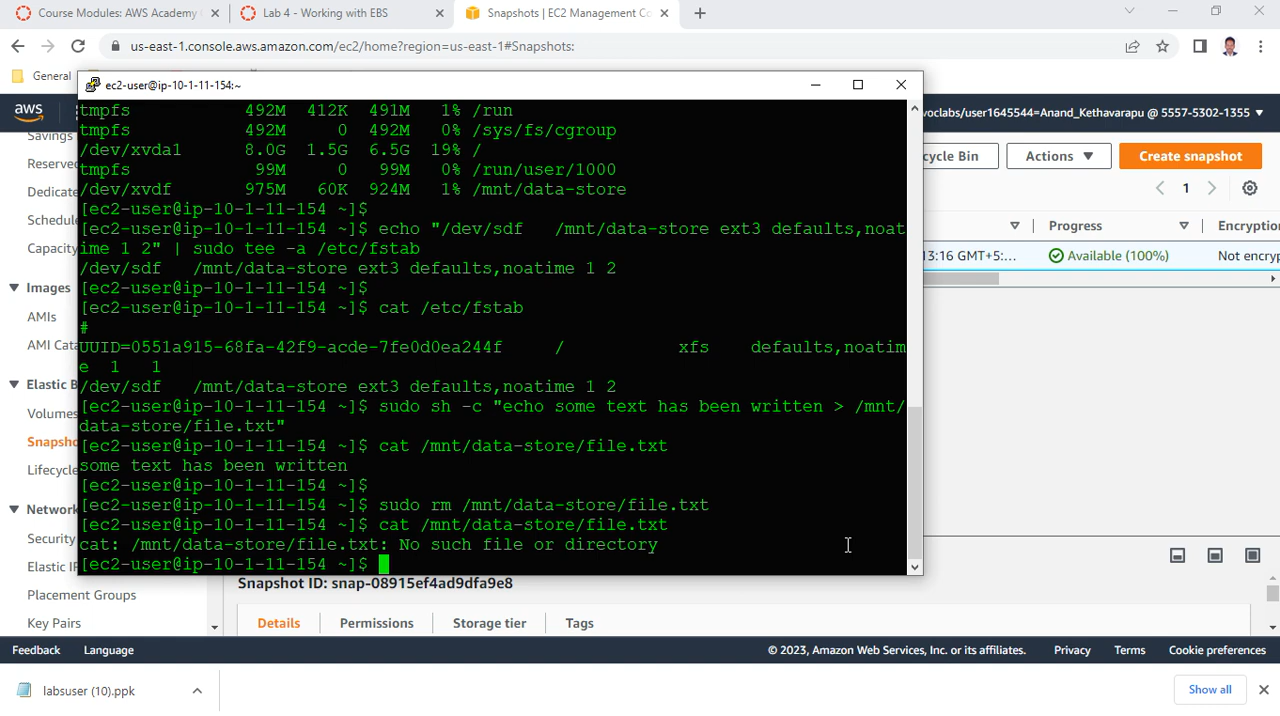 Course Modules: AWS Academy
Lab 4 - Working with EBS
Snapshots | EC2 Management Co
us-east-1.console.aws.amazon.com/ec2/home?region=us-east-1#Snapshots:
General
ec2-user@ip-10-1-11-154:~
aws
voclabs/user1645544=Anand_Kethavarapu @ 5557-5302-1355
Savings
Reserved
Dedicate
Schedule
Capacity
Images
AMIs
AMI Cata
Elastic B
Volumes
Snapsho
Lifecycle
Network
Security
Elastic IP
Placement Groups
Key Pairs
tmpfs 492M 412K 491M 1% /run
tmpfs 492M 0 492M 0% /sys/fs/cgroup
/dev/xvda1 8.0G 1.5G 6.5G 19% /
tmpfs 99M 0 99M 0% /run/user/1000
/dev/xvdf 975M 60K 924M 1% /mnt/data-store
[ec2-user@ip-10-1-11-154 ~]$
[ec2-user@ip-10-1-11-154 ~]$ echo "/dev/sdf   /mnt/data-store ext3 defaults,noat
ime 1 2" | sudo tee -a /etc/fstab
/dev/sdf   /mnt/data-store ext3 defaults,noatime 1 2
[ec2-user@ip-10-1-11-154 ~]$
[ec2-user@ip-10-1-11-154 ~]$ cat /etc/fstab
#
UUID=0551a915-68fa-42f9-acde-7fe0d0ea244f     /           xfs    defaults,noatim
e  1   1
/dev/sdf   /mnt/data-store ext3 defaults,noatime 1 2
[ec2-user@ip-10-1-11-154 ~]$ sudo sh -c "echo some text has been written > /mnt/
data-store/file.txt"
[ec2-user@ip-10-1-11-154 ~]$ cat /mnt/data-store/file.txt
some text has been written
[ec2-user@ip-10-1-11-154 ~]$
[ec2-user@ip-10-1-11-154 ~]$ sudo rm /mnt/data-store/file.txt
[ec2-user@ip-10-1-11-154 ~]$ cat /mnt/data-store/file.txt
cat: /mnt/data-store/file.txt: No such file or directory
[ec2-user@ip-10-1-11-154 ~]$
cycle Bin
Actions
Create snapshot
1
Progress
Encryption
13:16 GMT+5:...
Available (100%)
Not encryp
Snapshot ID: snap-08915ef4ad9dfa9e8
Details
Permissions
Storage tier
Tags
Feedback
Language
© 2023, Amazon Web Services, Inc. or its affiliates.
Privacy
Terms
Cookie preferences
labsuser (10).ppk
Show all